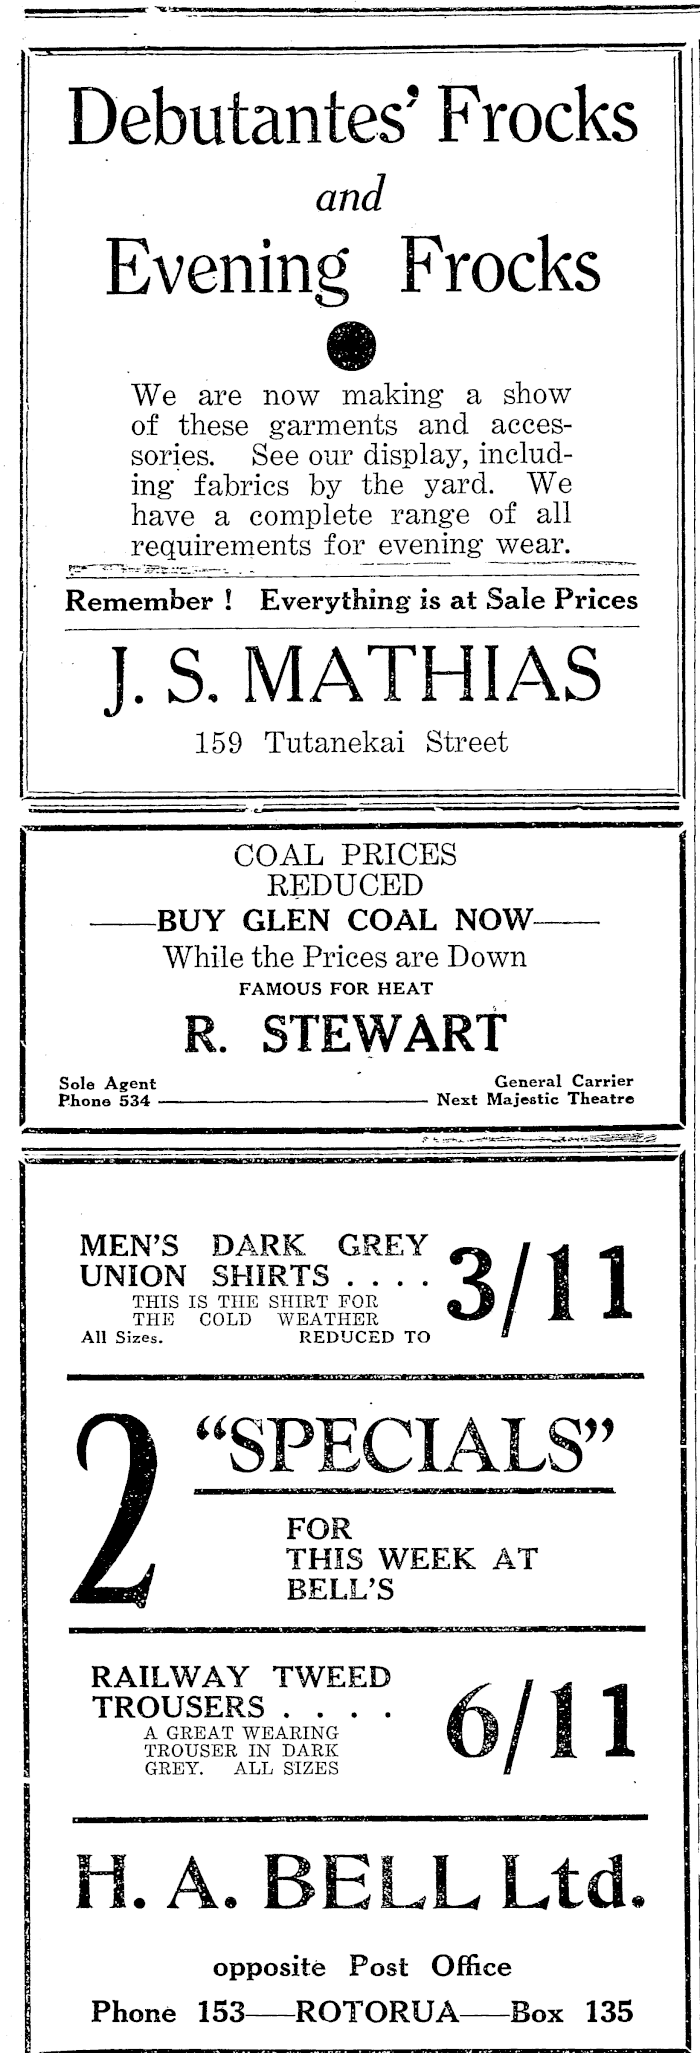 Debutantes' Frocks
and
Evening Frocks
We are now making a show
of these garments and acces-
sories. See our display, includ-
ing fabrics by the yard. We
have a complete range of all
requirements for evening wear.
Remember ! Everything is at Sale Prices
J. S. MATHIAS
159 Tutanekai Street
COAL PRICES
REDUCED
BUY GLEN COAL NOW
While the Prices are Down
FAMOUS FOR HEAT
R. STEWART
Sole Agent General Carrier
Phone 534 Next Majestic Theatre
MEN'S DARK GREY
UNION SHIRTS . . . . 3/11
THIS IS THE SHIRT FOR
THE COLD WEATHER
All Sizes. REDUCED TO
2 "SPECIALS"
FOR
THIS WEEK AT
BELL'S
RAILWAY TWEED
TROUSERS . . . . 6/11
A GREAT WEARING
TROUSER IN DARK
GREY. ALL SIZES
H. A. BELL Ltd.
opposite Post Office
Phone 153—ROTORUA—Box 135